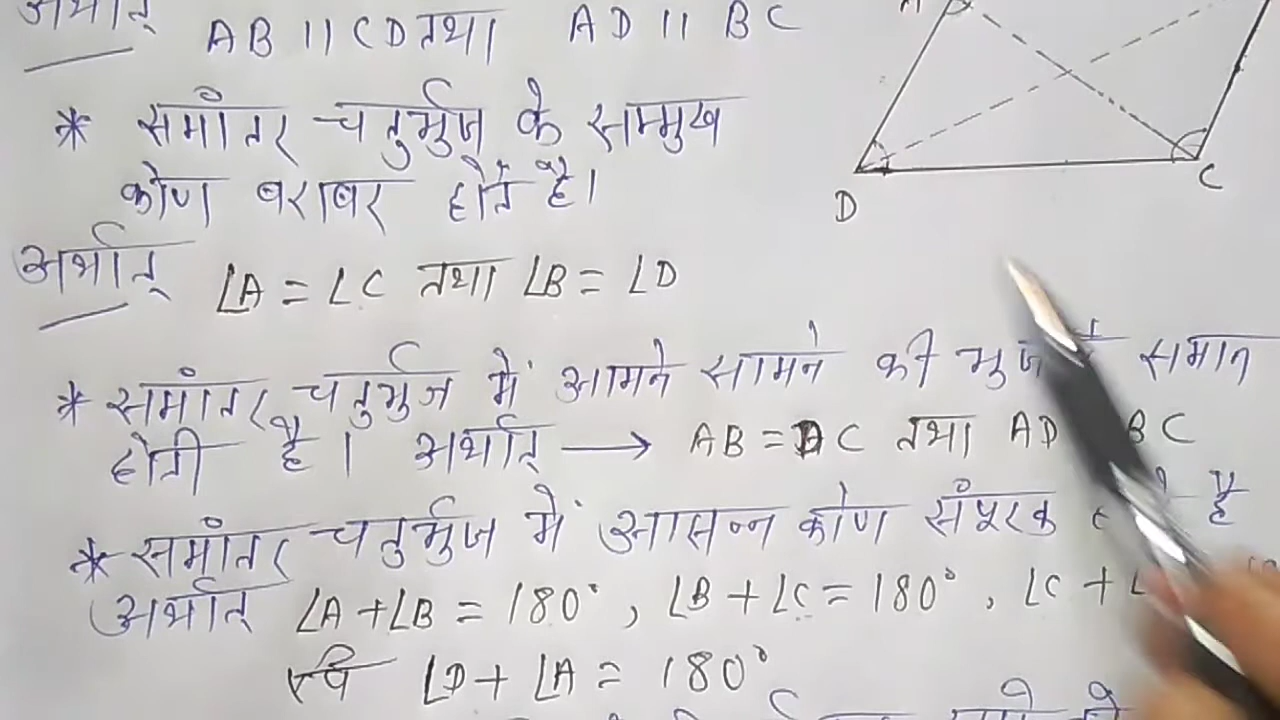 अर्थात्
AB || CD तथा AD || BC
* समांतर चतुर्भुज के सम्मुख
कोण बराबर होते है।
अर्थात् ∠A = ∠C तथा ∠B = ∠D
* समांतर चतुर्भुज में आमने सामने की समान
होती है। अर्थात् → AB = DC तथा AD BC
* समांतर चतुर्भुज में आसन्न कोण संपूरक है
अर्थात् ∠A + ∠B = 180°, ∠B + ∠C = 180°, ∠C + ∠
एवं ∠D + ∠A = 180°
A
D
C